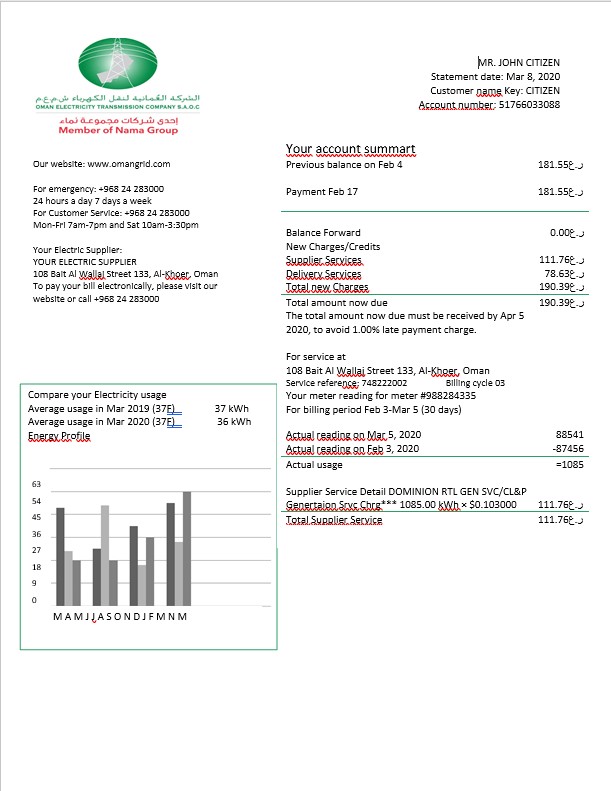 الشركة العُمانية لنقل الكهرباء ش.م.ع.م
OMAN ELECTRICITY TRANSMISSION COMPANY S.A.O.C
إحدى شركات مجموعة نماء
Member of Nama Group
MR. JOHN CITIZEN
Statement date: Mar 8, 2020
Customer name Key: CITIZEN
Account number: 51766033088
Our website: www.omangrid.com
For emergency: +968 24 283000
24 hours a day 7 days a week
For Customer Service: +968 24 283000
Mon-Fri 7am-7pm and Sat 10am-3:30pm
Your Electric Supplier:
YOUR ELECTRIC SUPPLIER
108 Bait Al Wallaj Street 133, Al-Khoer, Oman
To pay your bill electronically, please visit our
website or call +968 24 283000
Your account summart
Previous balance on Feb 4 181.55ر.ع
Payment Feb 17 181.55ر.ع
Balance Forward 0.00ر.ع
New Charges/Credits
Supplier Services 111.76ر.ع
Delivery Services 78.63ر.ع
Total new Charges 190.39ر.ع
Total amount now due 190.39ر.ع
The total amount now due must be received by Apr 5
2020, to avoid 1.00% late payment charge.
For service at
108 Bait Al Wallaj Street 133, Al-Khoer, Oman
Service reference: 748222002 Billing cycle 03
Your meter reading for meter #988284335
For billing period Feb 3-Mar 5 (30 days)
Actual reading on Mar 5, 2020 88541
Actual reading on Feb 3, 2020 -87456
Actual usage =1085
Supplier Service Detail DOMINION RTL GEN SVC/CL&P
Genertaion Srvc Chrg*** 1085.00 kWh × $0.103000 111.76ر.ع
Total Supplier Service 111.76ر.ع
Compare your Electricity usage
Average usage in Mar 2019 (37F) 37 kWh
Average usage in Mar 2020 (37F) 36 kWh
Energy Profile
63
54
45
36
27
18
9
0
M A M J J A S O N D J F M N M